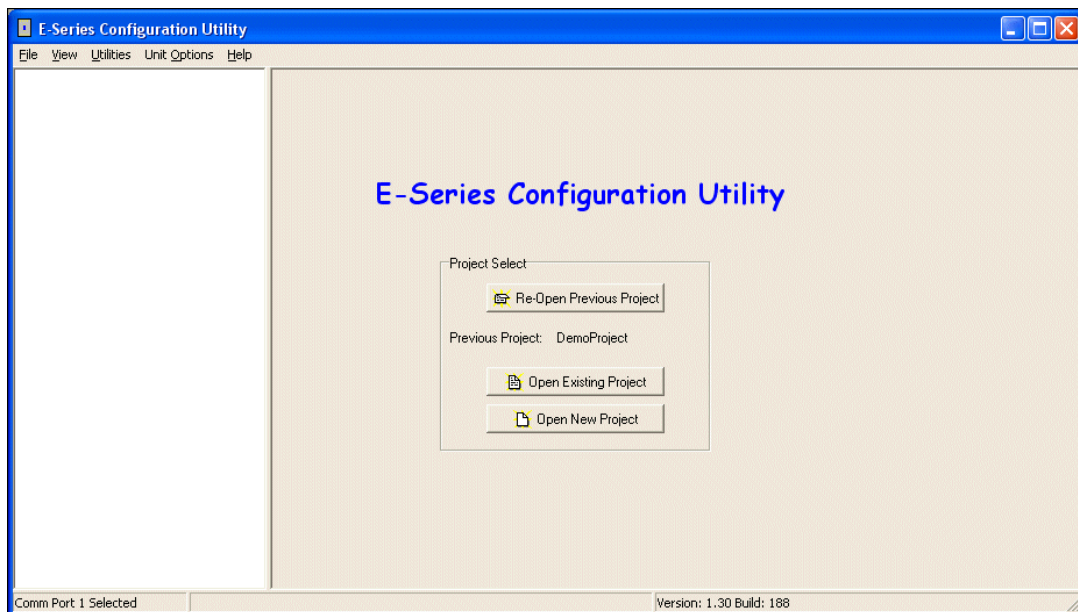 E-Series Configuration Utility
File View Utilities Unit Options Help
E-Series Configuration Utility
Project Select
Re-Open Previous Project
Previous Project: DemoProject
Open Existing Project
Open New Project
Comm Port 1 Selected
Version: 1.30 Build: 188